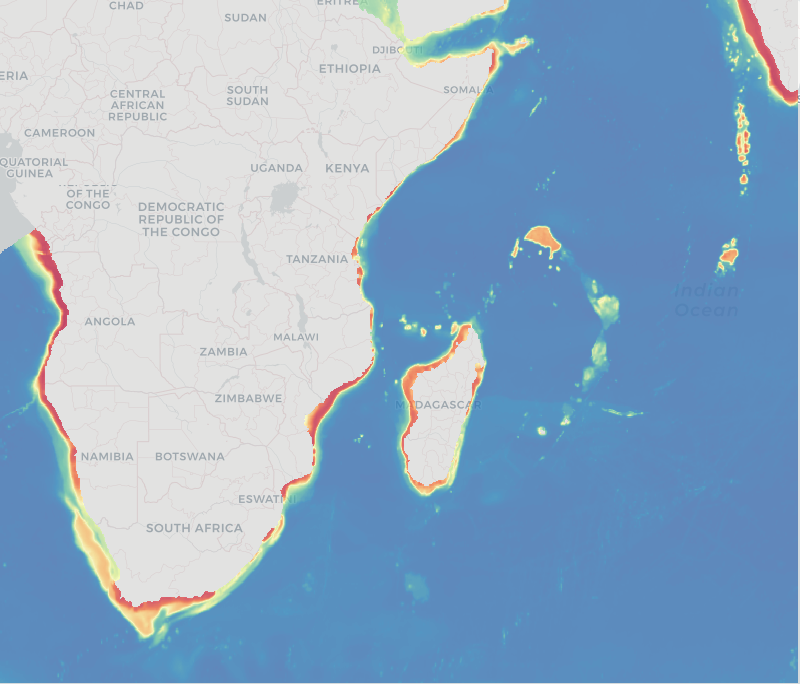 CHAD
ERITRE
SUDAN
DJIBOUTI
ETHIOPIA
ERIA
CENTRAL
AFRICAN
REPUBLIC
SOUTH
SUDAN
SOMALIA
CAMEROON
QUATORIAL
GUINEA
UGANDA
KENYA
OF THE
CONGO
DEMOCRATIC
REPUBLIC OF
THE CONGO
TANZANIA
Indian
Ocean
ANGOLA
MALAWI
ZAMBIA
ZIMBABWE
MADAGASCAR
NAMIBIA
BOTSWANA
ESWATINI
SOUTH AFRICA